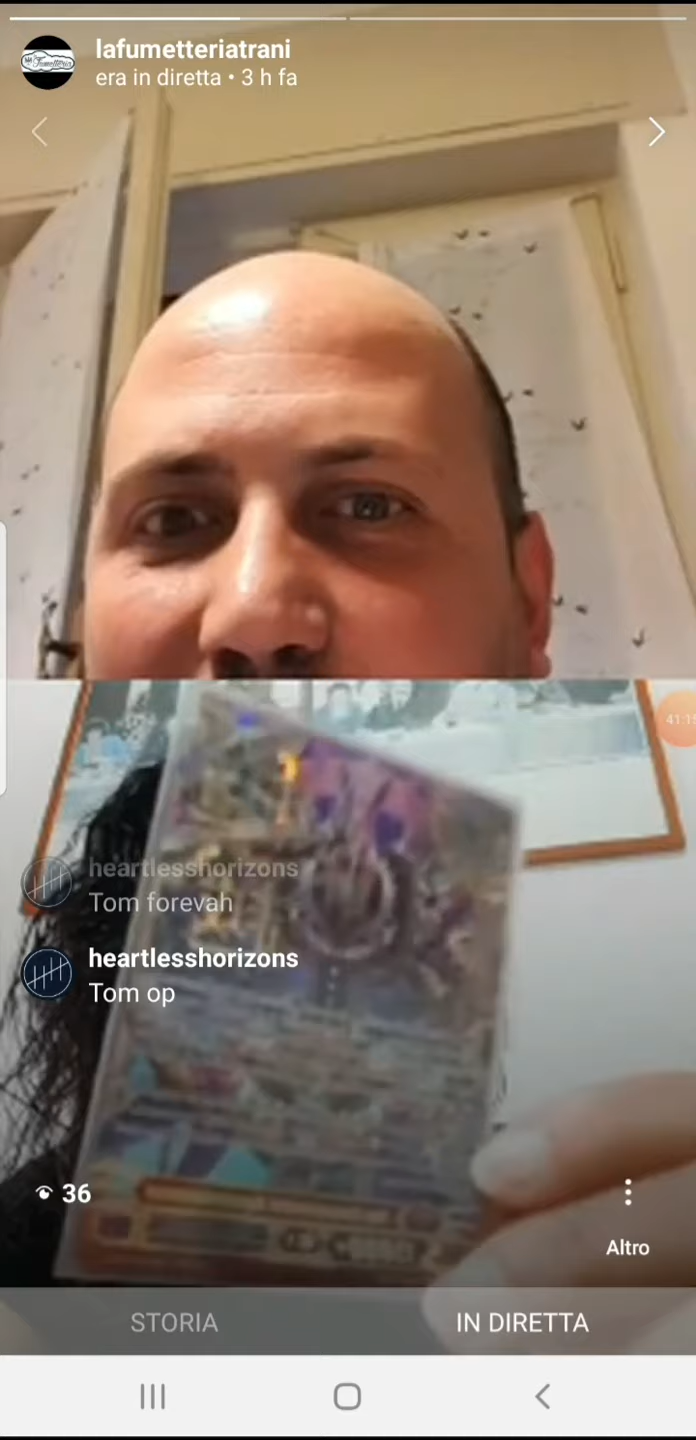 lafumetteriatrani
era in diretta • 3 h fa
heartlesshorizons
Tom forevah
heartlesshorizons
Tom op
36
Altro
STORIA
IN DIRETTA